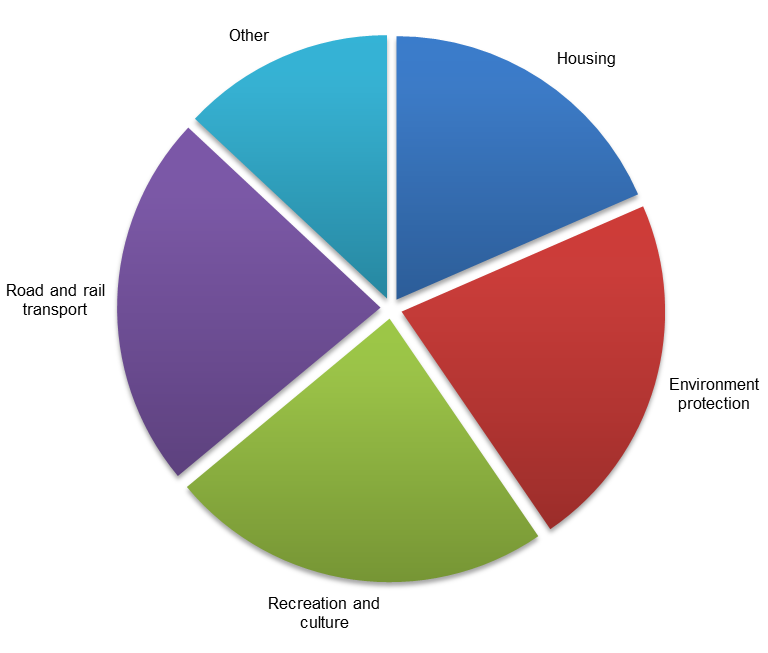 Other
Housing
Road and rail
transport
Environment
protection
Recreation and
culture